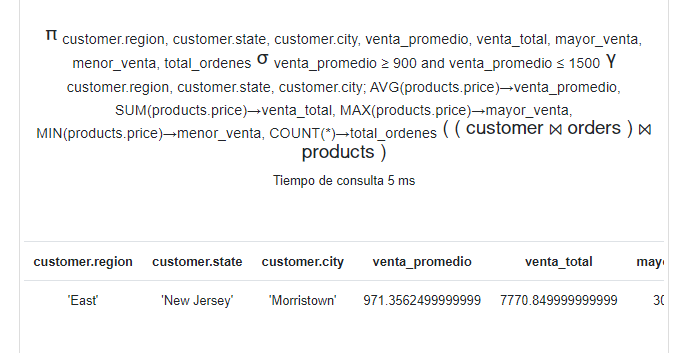 π customer.region, customer.state, customer.city, venta_promedio, venta_total, mayor_venta,
menor_venta, total_ordenes σ venta_promedio ≥ 900 and venta_promedio ≤ 1500 γ
customer.region, customer.state, customer.city; AVG(products.price)→venta_promedio,
SUM(products.price)→venta_total, MAX(products.price)→mayor_venta,
MIN(products.price)→menor_venta, COUNT(*)→total_ordenes ( ( customer ⋈ orders ) ⋈
products )
Tiempo de consulta 5 ms
customer.region customer.state customer.city venta_promedio venta_total may
'East' 'New Jersey' 'Morristown' 971.3562499999999 7770.849999999999 30